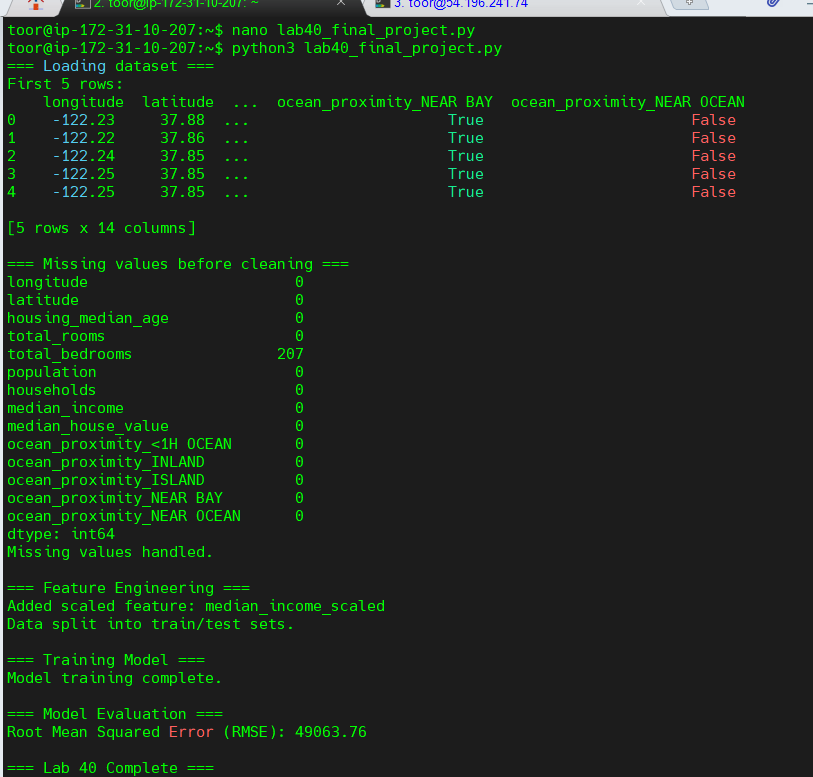 2. toor@ip-172-31-10-207: ~
3. toor@54.196.241.74
toor@ip-172-31-10-207:~$ nano lab40_final_project.py
toor@ip-172-31-10-207:~$ python3 lab40_final_project.py
=== Loading dataset ===
First 5 rows:
    longitude  latitude  ...  ocean_proximity_NEAR BAY  ocean_proximity_NEAR OCEAN
0    -122.23     37.88  ...                      True                       False
1    -122.22     37.86  ...                      True                       False
2    -122.24     37.85  ...                      True                       False
3    -122.25     37.85  ...                      True                       False
4    -122.25     37.85  ...                      True                       False
[5 rows x 14 columns]
=== Missing values before cleaning ===
longitude                       0
latitude                        0
housing_median_age              0
total_rooms                     0
total_bedrooms                207
population                      0
households                      0
median_income                   0
median_house_value              0
ocean_proximity_<1H OCEAN       0
ocean_proximity_INLAND          0
ocean_proximity_ISLAND          0
ocean_proximity_NEAR BAY        0
ocean_proximity_NEAR OCEAN      0
dtype: int64
Missing values handled.
=== Feature Engineering ===
Added scaled feature: median_income_scaled
Data split into train/test sets.
=== Training Model ===
Model training complete.
=== Model Evaluation ===
Root Mean Squared Error (RMSE): 49063.76
=== Lab 40 Complete ===